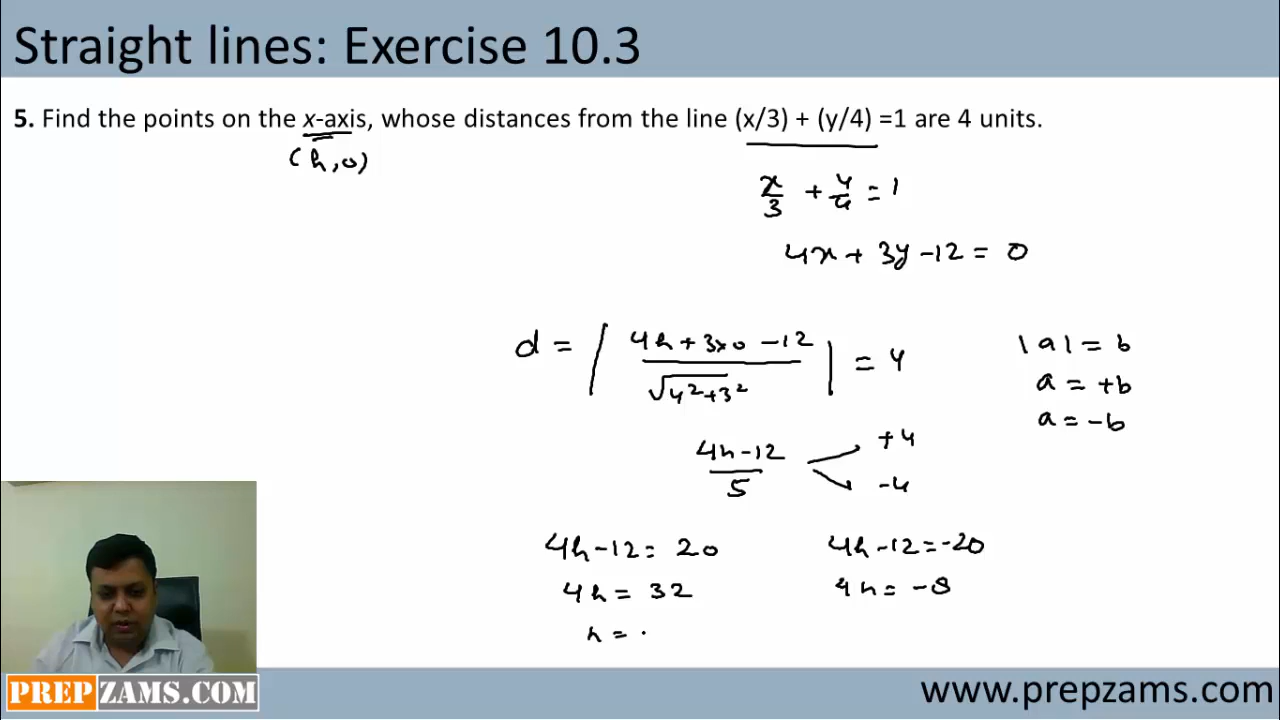 Straight lines: Exercise 10.3
5. Find the points on the x-axis, whose distances from the line (x/3) + (y/4) =1 are 4 units.
(h,0)
x/3 + y/4 = 1
4x + 3y - 12 = 0
d = | 4h + 3×0 - 12 / √4²+3² | = 4
|a| = b
a = +b
a = -b
4h - 12 / 5
+4
-4
4h - 12 = 20
4h - 12 = -20
4h = 32
4h = -8
h = .
PREPZAMS.COM
www.prepzams.com